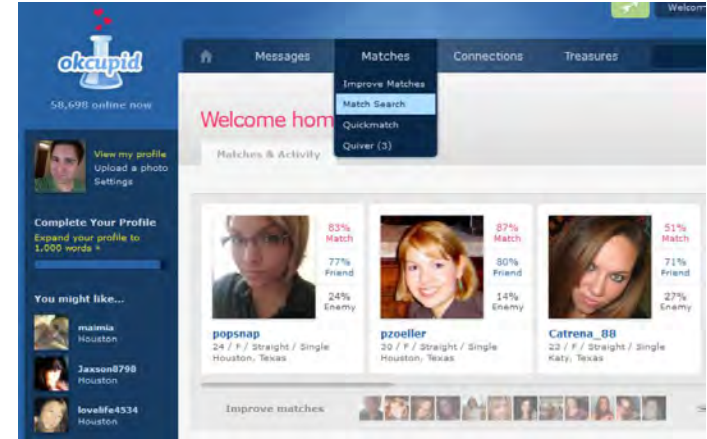 Welcom
okcupid
58,698 online now
Messages
Matches
Connections
Treasures
Improve Matches
Match Search
Quickmatch
Quiver (3)
Welcome hom
Matches & Activity
View my profile
Upload a photo
Settings
Complete Your Profile
Expand your profile to
1,000 words »
You might like...
malmia
Houston
Jaxson8798
Houston
lovelife4534
Houston
83%
Match
77%
Friend
24%
Enemy
popsnap
24 / F / Straight / Single
Houston, Texas
87%
Match
80%
Friend
14%
Enemy
pzoeller
30 / F / Straight / Single
Houston, Texas
51%
Match
71%
Friend
27%
Enemy
Catrena_88
23 / F / Straight / Single
Katy, Texas
Improve matches